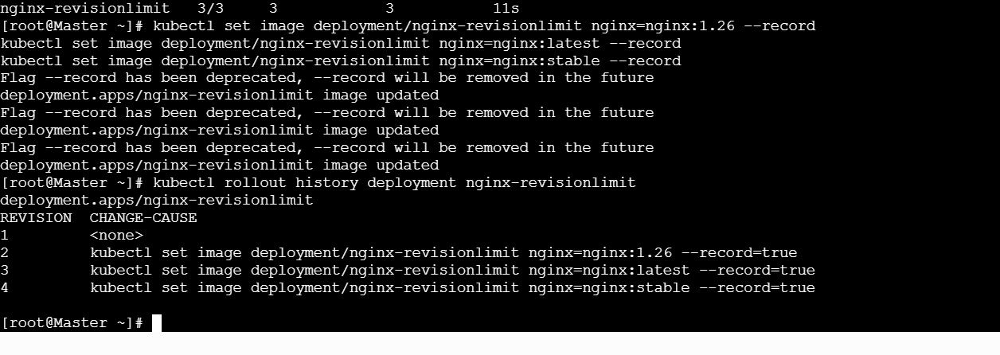 nginx-revisionlimit   3/3     3            3           11s
[root@Master ~]# kubectl set image deployment/nginx-revisionlimit nginx=nginx:1.26 --record
kubectl set image deployment/nginx-revisionlimit nginx=nginx:latest --record
kubectl set image deployment/nginx-revisionlimit nginx=nginx:stable --record
Flag --record has been deprecated, --record will be removed in the future
deployment.apps/nginx-revisionlimit image updated
Flag --record has been deprecated, --record will be removed in the future
deployment.apps/nginx-revisionlimit image updated
Flag --record has been deprecated, --record will be removed in the future
deployment.apps/nginx-revisionlimit image updated
[root@Master ~]# kubectl rollout history deployment nginx-revisionlimit
deployment.apps/nginx-revisionlimit
REVISION  CHANGE-CAUSE
1         <none>
2         kubectl set image deployment/nginx-revisionlimit nginx=nginx:1.26 --record=true
3         kubectl set image deployment/nginx-revisionlimit nginx=nginx:latest --record=true
4         kubectl set image deployment/nginx-revisionlimit nginx=nginx:stable --record=true
[root@Master ~]#